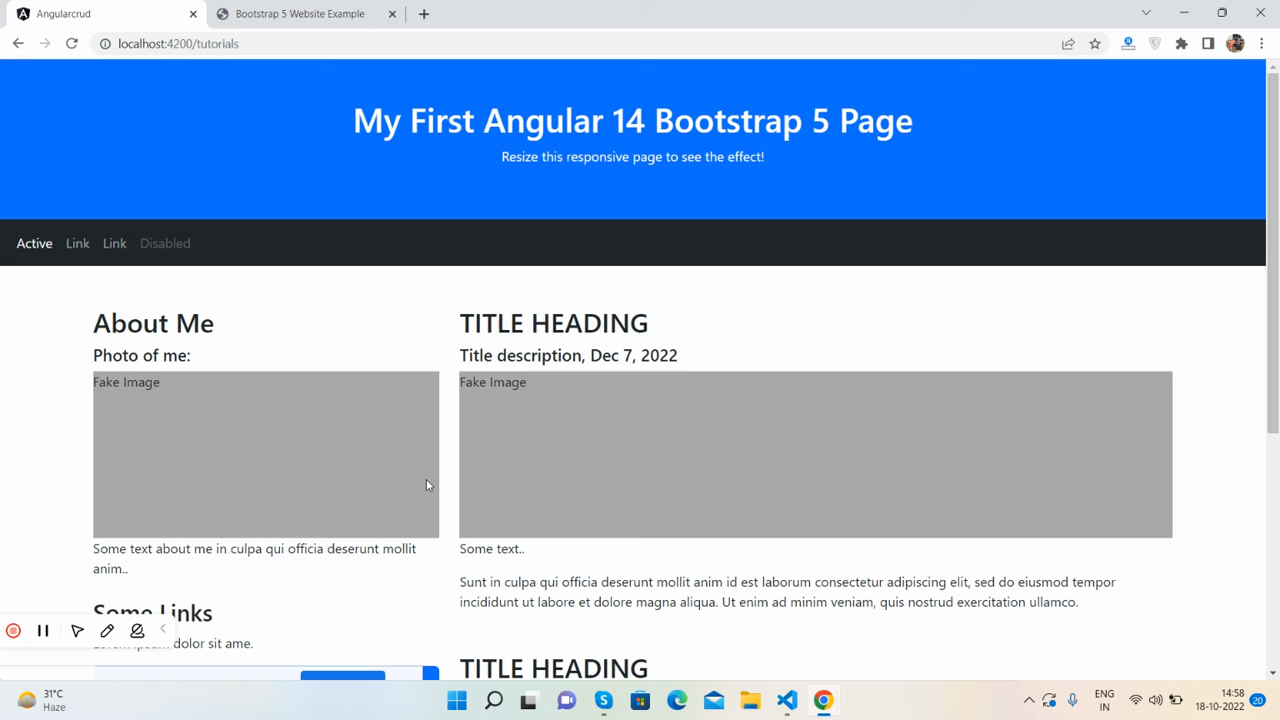 Angularcrud
Bootstrap 5 Website Example
localhost:4200/tutorials
My First Angular 14 Bootstrap 5 Page
Resize this responsive page to see the effect!
Active Link Link Disabled
About Me
Photo of me:
Fake Image
Some text about me in culpa qui officia deserunt mollit
anim..
Some Links
Lorem ipsum dolor sit ame.
TITLE HEADING
Title description, Dec 7, 2022
Fake Image
Some text..
Sunt in culpa qui officia deserunt mollit anim id est laborum consectetur adipiscing elit, sed do eiusmod tempor
incididunt ut labore et dolore magna aliqua. Ut enim ad minim veniam, quis nostrud exercitation ullamco.
TITLE HEADING
31°C
Haze
ENG
IN
14:58
18-10-2022
20